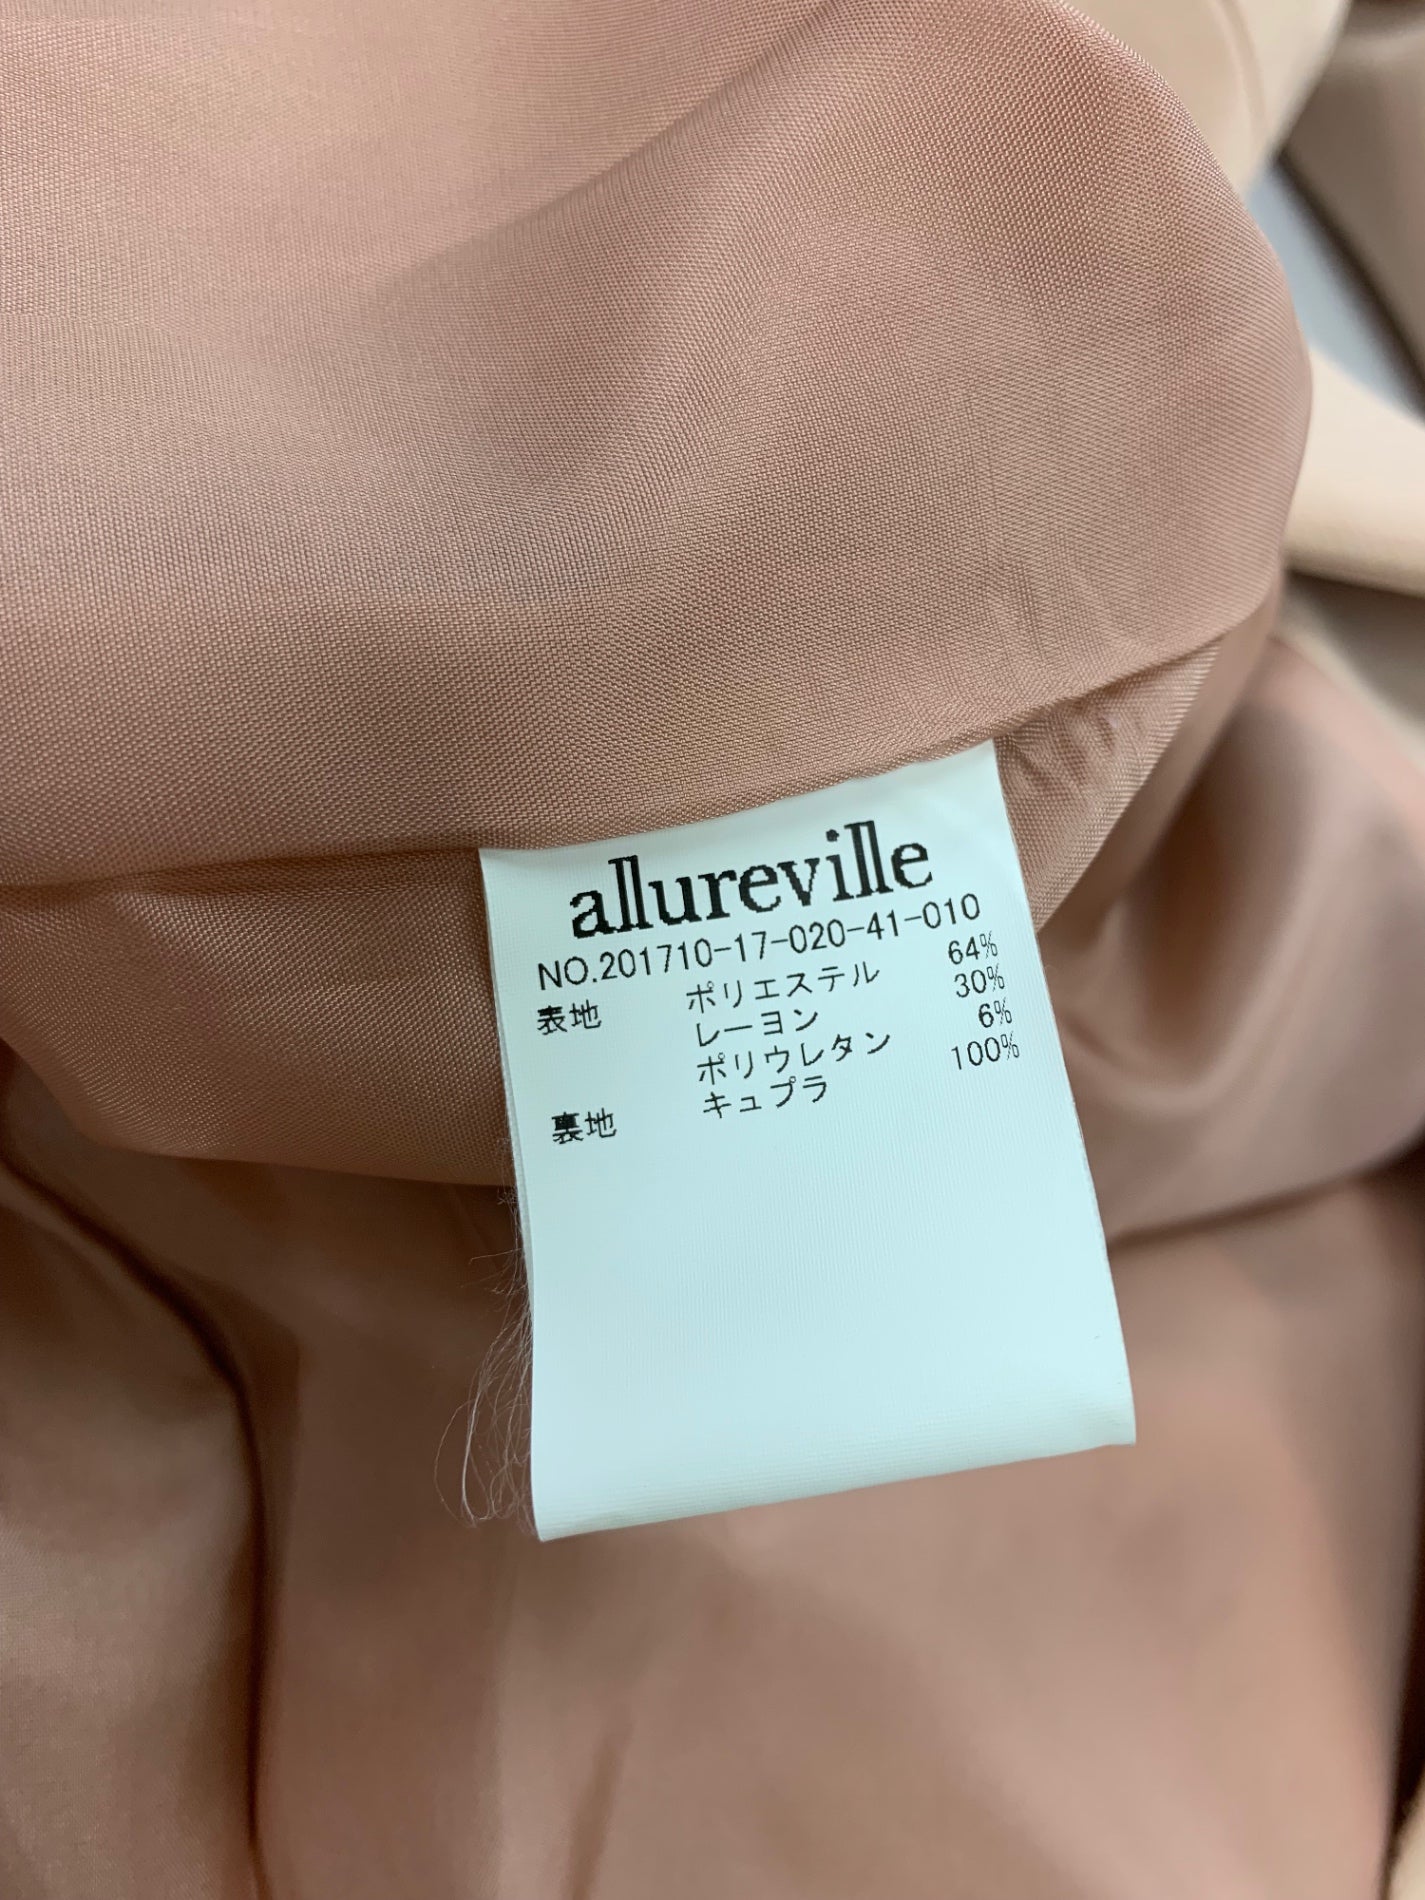 allureville
NO.201710-17-020-41-010
表地 ポリエステル 64%
レーヨン 30%
ポリウレタン 6%
裏地 キュプラ 100%